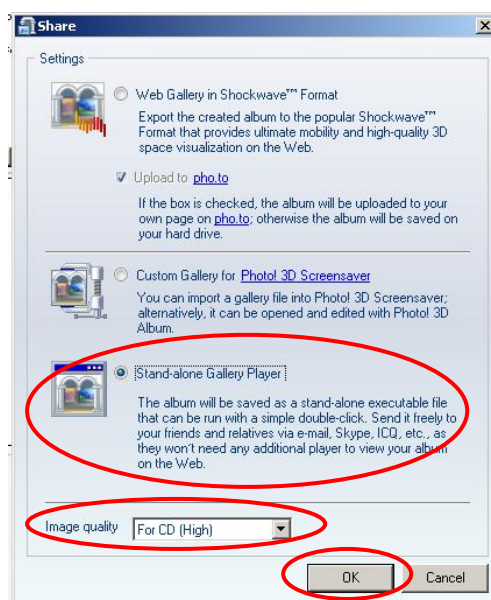 Share
Settings
Web Gallery in Shockwave™ Format
Export the created album to the popular Shockwave™
Format that provides ultimate mobility and high-quality 3D
space visualization on the Web.
Upload to pho.to
If the box is checked, the album will be uploaded to your
own page on pho.to; otherwise the album will be saved on
your hard drive.
Custom Gallery for Photo! 3D Screensaver
You can import a gallery file into Photo! 3D Screensaver;
alternatively, it can be opened and edited with Photo! 3D
Album.
Stand-alone Gallery Player
The album will be saved as a stand-alone executable file
that can be run with a simple double-click. Send it freely to
your friends and relatives via e-mail, Skype, ICQ, etc., as
they won't need any additional player to view your album
on the Web.
Image quality For CD (High)
OK Cancel